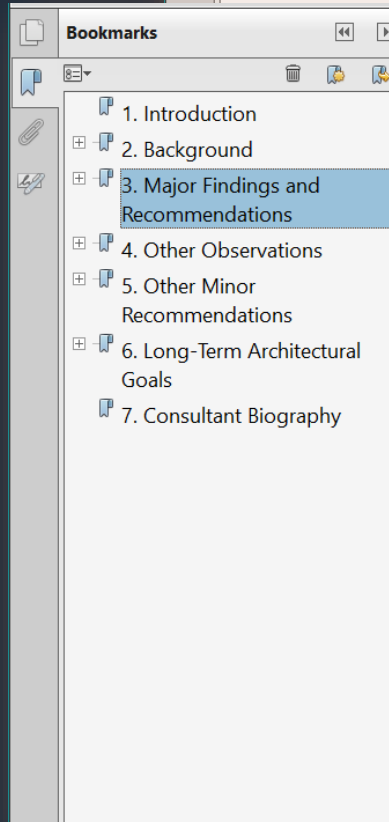 Bookmarks
1. Introduction
2. Background
3. Major Findings and
Recommendations
4. Other Observations
5. Other Minor
Recommendations
6. Long-Term Architectural
Goals
7. Consultant Biography